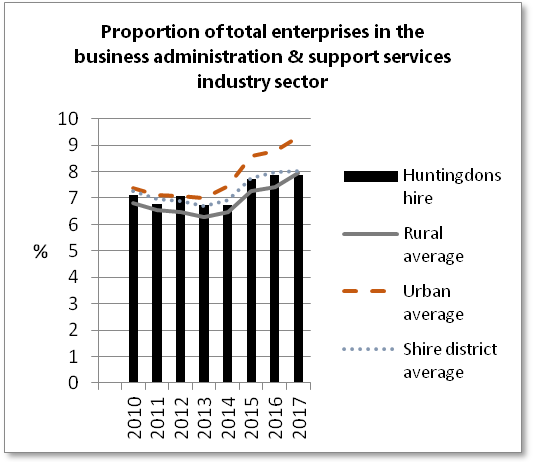 Proportion of total enterprises in the
business administration & support services
industry sector
10
9
8
7
6
5
4
3
2
1
0
%
2010
2011
2012
2013
2014
2015
2016
2017
Huntingdons
hire
Rural
average
Urban
average
Shire district
average